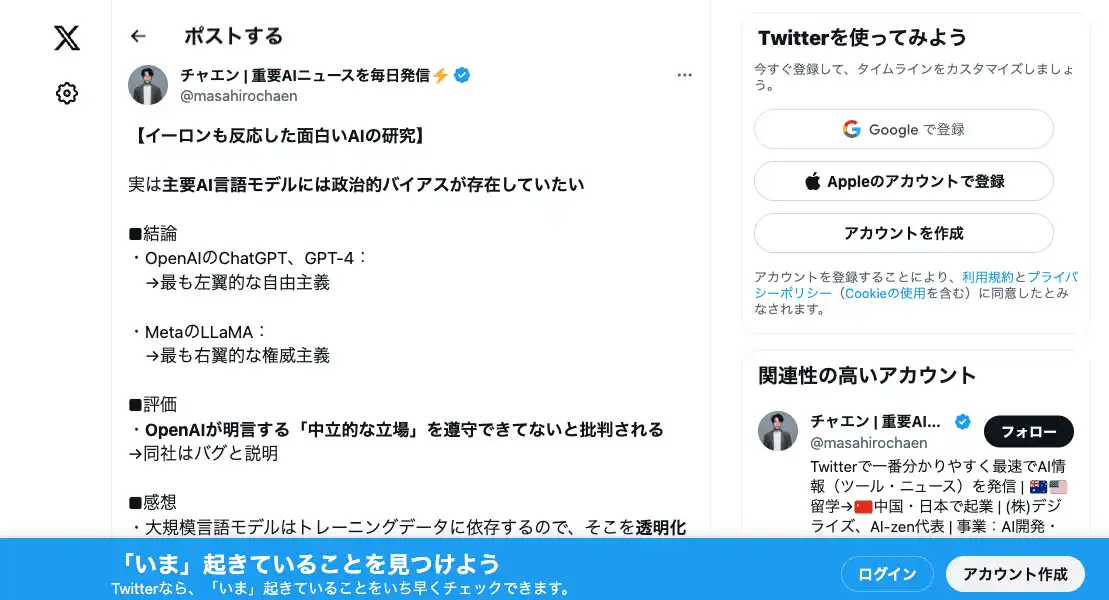 ポストする
チャエン | 重要AIニュースを毎日発信⚡
@masahirochaen
【イーロンも反応した面白いAIの研究】
実は主要AI言語モデルには政治的バイアスが存在していたい
■結論
・OpenAIのChatGPT、GPT-4：
→最も左翼的な自由主義
・MetaのLLaMA：
→最も右翼的な権威主義
■評価
・OpenAIが明言する「中立的な立場」を遵守できてないと批判される
→同社はバグと説明
■感想
・大規模言語モデルはトレーニングデータに依存するので、そこを透明化
Twitterを使ってみよう
今すぐ登録して、タイムラインをカスタマイズしましょ
う。
Google で登録
Appleのアカウントで登録
アカウントを作成
アカウントを登録することにより、利用規約とプライバ
シーポリシー（Cookieの使用を含む）に同意したとみ
なされます。
関連性の高いアカウント
チャエン | 重要AI...
@masahirochaen
フォロー
Twitterで一番分かりやすく最速でAI情
報（ツール・ニュース）を発信 | 🇦🇺🇺🇸
留学→🇨🇳中国・日本で起業 | (株)デジ
ライズ、AI-zen代表 | 事業：AI開発・
「いま」起きていることを見つけよう
Twitterなら、「いま」起きていることをいち早くチェックできます。
ログイン
アカウント作成